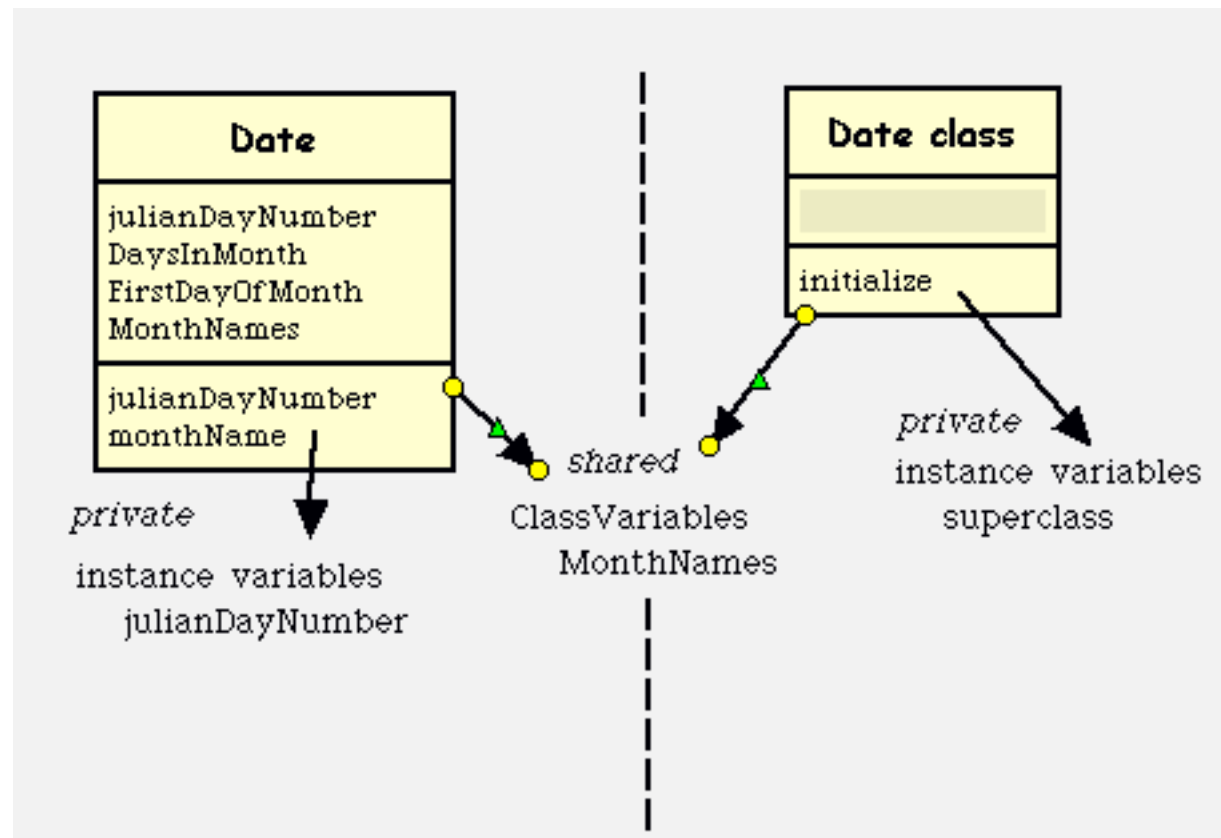 Date
julianDayNumber
DaysInMonth
FirstDayOfMonth
MonthNames
julianDayNumber
monthName
private
instance variables
julianDayNumber
shared
ClassVariables
MonthNames
Date class
initialize
private
instance variables
superclass